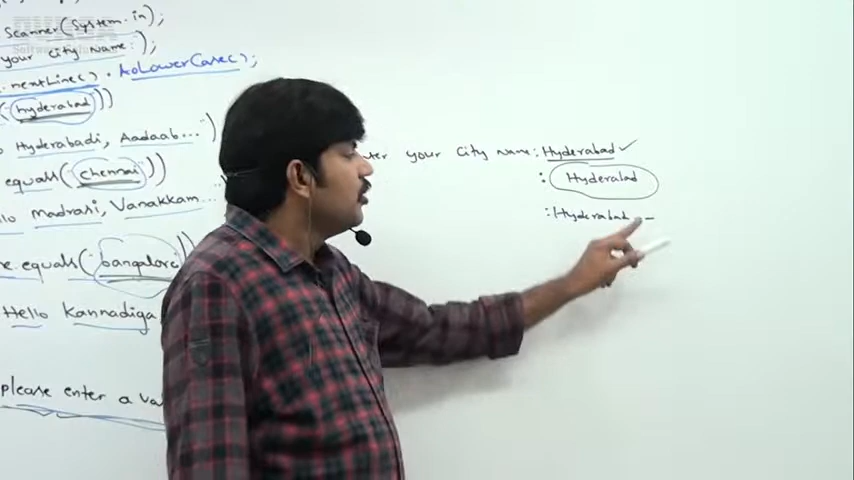 Scanner(System.in);
your city name:);
.nextLine().toLowerCase();
(hyderabad))
Hyderabadi, Aadaab...)
equals(chennai))
Hello madrasi, Vanakkam...
e.equals(bangalore
Hello Kannadiga
please enter a va
ter your City Name:Hyderabad✓
: Hyderabad
:Hyderabad –